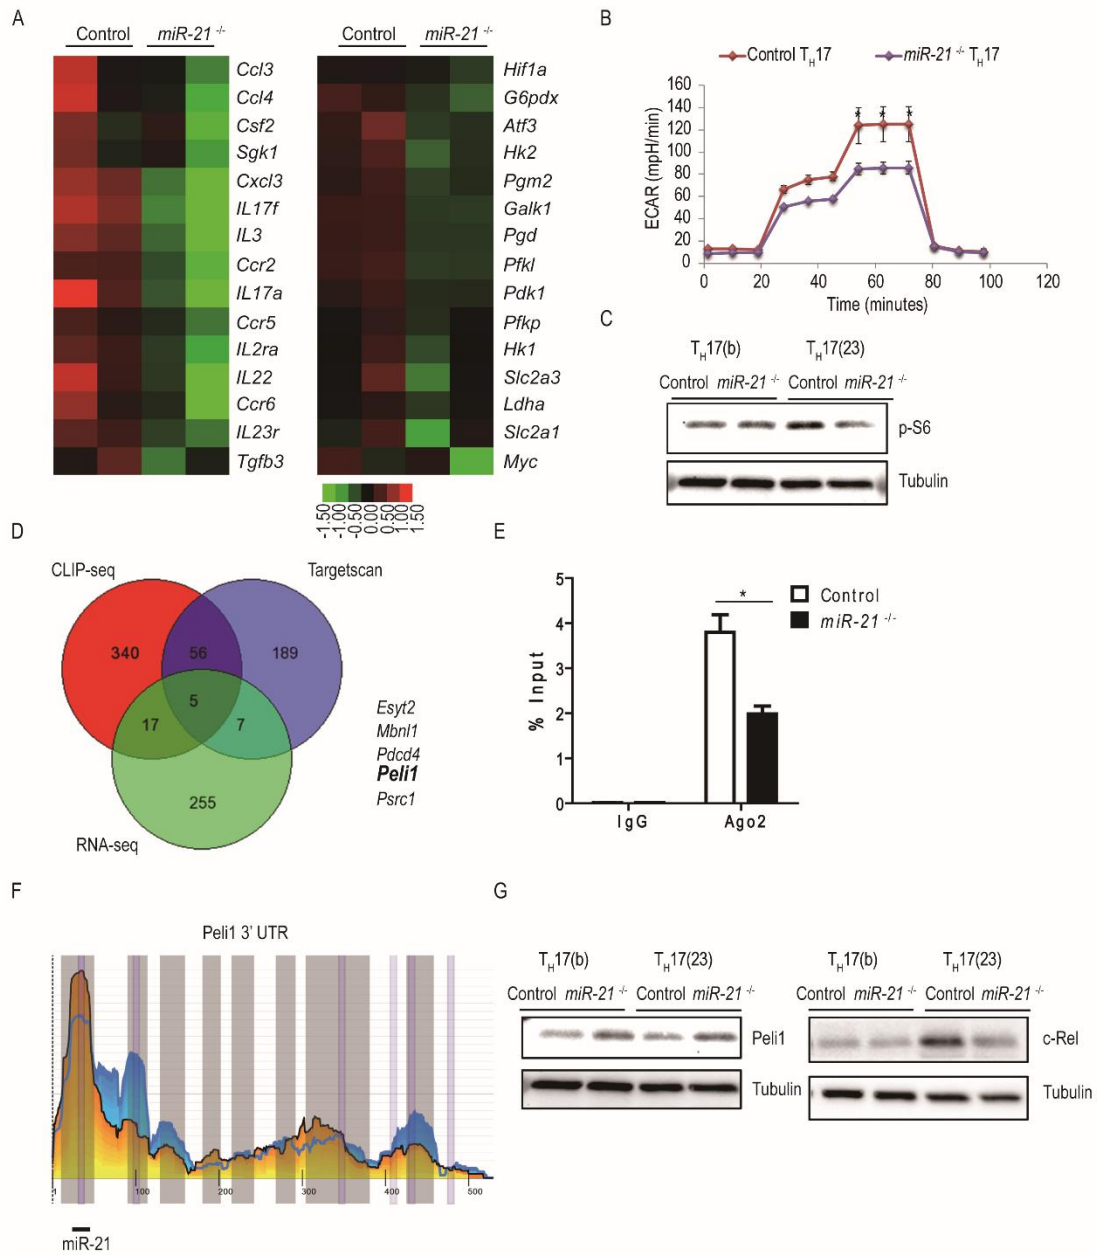 A
Control miR-21 -/-
Ccl3
Ccl4
Csf2
Sgk1
Cxcl3
IL17f
IL3
Ccr2
IL17a
Ccr5
IL2ra
IL22
Ccr6
IL23r
Tgfb3
Control miR-21 -/-
Hif1a
G6pdx
Atf3
Hk2
Pgm2
Galk1
Pgd
Pfkl
Pdk1
Pfkp
Hk1
Slc2a3
Ldha
Slc2a1
Myc
-1.50 -1.00 -0.50 0.00 0.50 1.00 1.50
B
Control TH17 miR-21 -/- TH17
ECAR (mpH/min)
160
140
120
100
80
60
40
20
0
* * *
0 20 40 60 80 100 120
Time (minutes)
C
TH17(b) TH17(23)
Control miR-21 -/- Control miR-21 -/-
p-S6
Tubulin
D
CLIP-seq Targetscan
340 56 189
5
17 7
255
RNA-seq
Esyt2
Mbnl1
Pdcd4
Peli1
Psrc1
E
% Input
5
4
3
2
1
0
*
Control
miR-21 -/-
IgG Ago2
F
Peli1 3' UTR
1 100 200 300 400 500
miR-21
G
TH17(b) TH17(23)
Control miR-21 -/- Control miR-21 -/-
Peli1
Tubulin
TH17(b) TH17(23)
Control miR-21 -/- Control miR-21 -/-
c-Rel
Tubulin